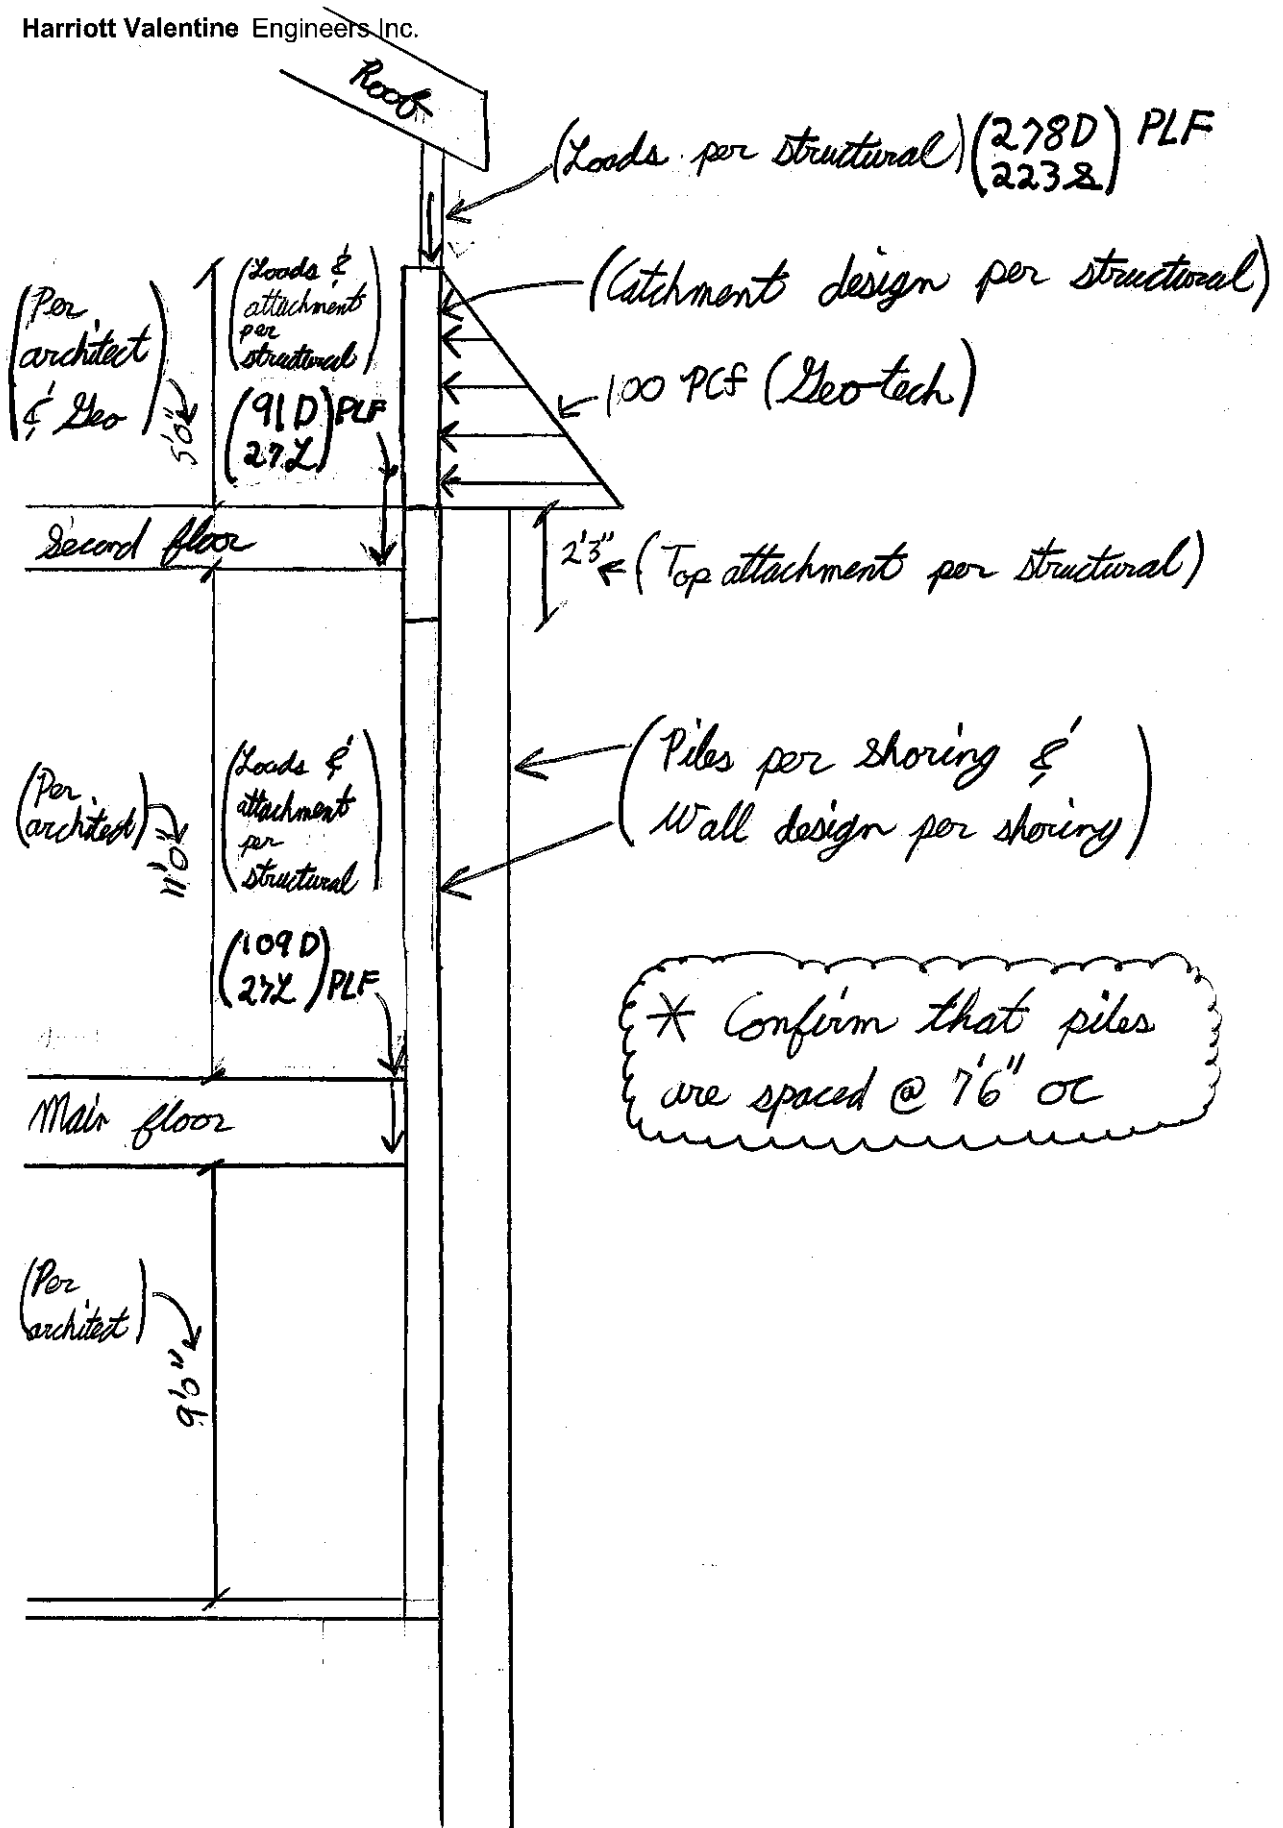 Harriott Valentine Engineers Inc.
Roof
(Loads per structural) (278D 223S) PLF
(Catchment design per structural)
(Per
architect
& Geo)
5'0"
(Loads &
attachment
per
structural)
(91D
27L) PLF
100 PCF (Geotech)
Second floor
2'3" (Top attachment per structural)
(Per
architect)
11'0"
(Loads &
attachment
per
structural)
(109D
27L) PLF
(Piles per shoring &
Wall design per shoring)
* Confirm that piles
are spaced @ 7'6" OC
Main floor
(Per
architect)
9'0"